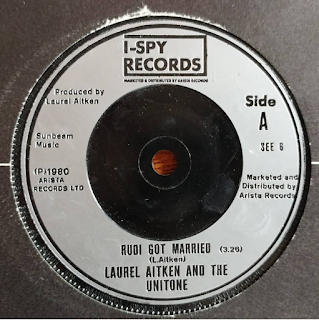 I-SPY
RECORDS
MARKETED & DISTRIBUTED BY ARISTA RECORDS
Produced by
Laurel Aitken
Side
A
SEE 6
Sunbeam
Music
(P)1980
ARISTA
RECORDS LTD
Marketed and
Distributed by
Arista Records
RUDI GOT MARRIED (3.26)
(L.Aitken)
LAUREL AITKEN AND THE
UNITONE